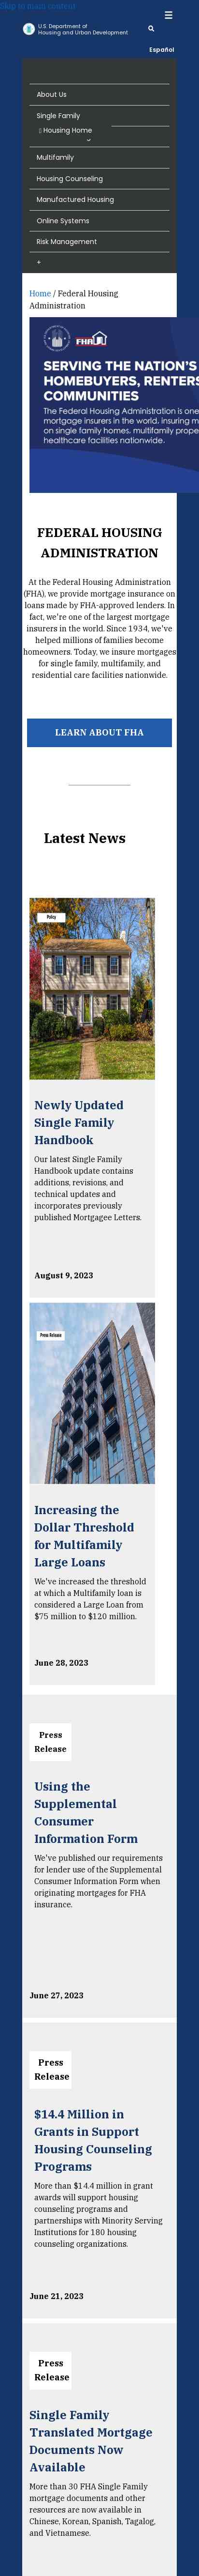 Skip to main content
☰
U.S. Department of
Housing and Urban Development
Español
About Us
Single Family
Housing Home
Multifamily
Housing Counseling
Manufactured Housing
Online Systems
Risk Management
+
Home / Federal Housing
Administration
FHA
SERVING THE NATION'S
HOMEBUYERS, RENTERS
COMMUNITIES
The Federal Housing Administration is one
mortgage insurers in the world, insuring mo
on single family homes, multifamily prope
healthcare facilities nationwide.
FEDERAL HOUSING
ADMINISTRATION
At the Federal Housing Administration
(FHA), we provide mortgage insurance on
loans made by FHA-approved lenders. In
fact, we're one of the largest mortgage
insurers in the world. Since 1934, we've
helped millions of families become
homeowners. Today, we insure mortgages
for single family, multifamily, and
residential care facilities nationwide.
LEARN ABOUT FHA
Latest News
Policy
Newly Updated
Single Family
Handbook
Our latest Single Family
Handbook update contains
additions, revisions, and
technical updates and
incorporates previously
published Mortgagee Letters.
August 9, 2023
Press Release
Increasing the
Dollar Threshold
for Multifamily
Large Loans
We've increased the threshold
at which a Multifamily loan is
considered a Large Loan from
$75 million to $120 million.
June 28, 2023
Press
Release
Using the
Supplemental
Consumer
Information Form
We've published our requirements
for lender use of the Supplemental
Consumer Information Form when
originating mortgages for FHA
insurance.
June 27, 2023
Press
Release
$14.4 Million in
Grants in Support
Housing Counseling
Programs
More than $14.4 million in grant
awards will support housing
counseling programs and
partnerships with Minority Serving
Institutions for 180 housing
counseling organizations.
June 21, 2023
Press
Release
Single Family
Translated Mortgage
Documents Now
Available
More than 30 FHA Single Family
mortgage documents and other
resources are now available in
Chinese, Korean, Spanish, Tagalog,
and Vietnamese.